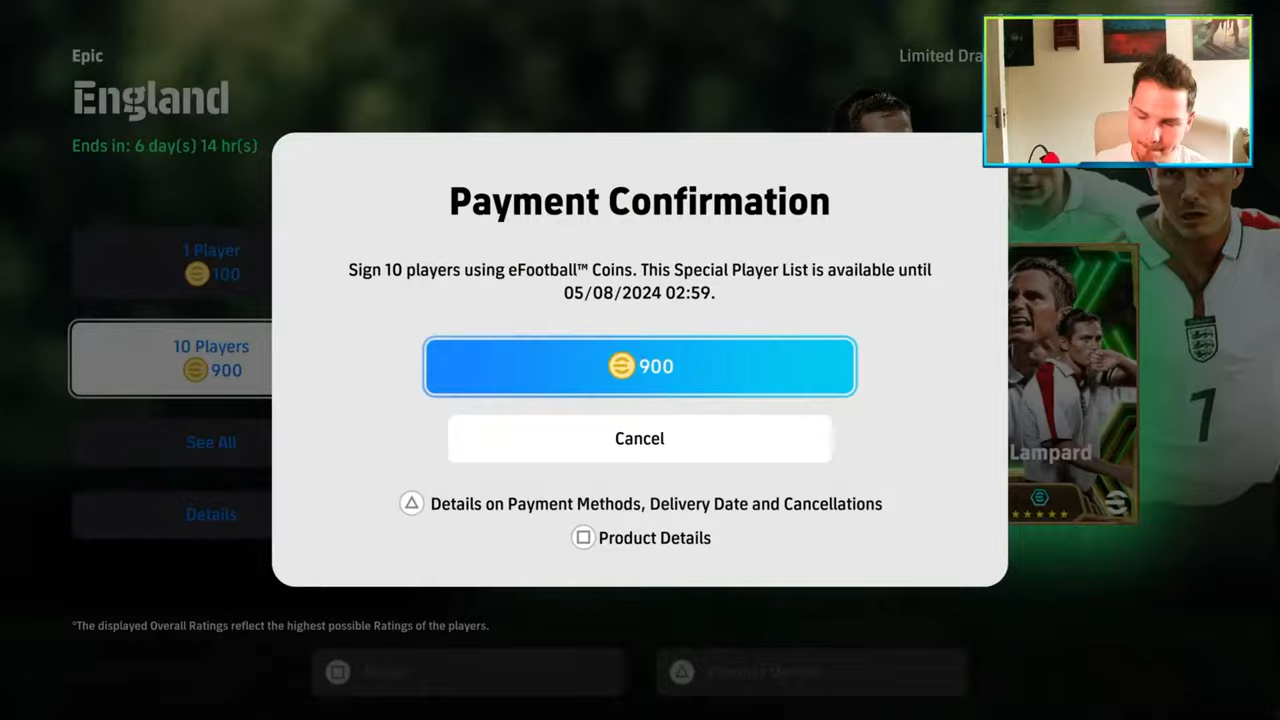 Epic
England
Ends in: 6 day(s) 14 hr(s)
Limited Dra
1 Player
100
10 Players
900
See All
Details
Payment Confirmation
Sign 10 players using eFootball™ Coins. This Special Player List is available until
05/08/2024 02:59.
900
Cancel
Details on Payment Methods, Delivery Date and Cancellations
Product Details
Lampard
7
*The displayed Overall Ratings reflect the highest possible Ratings of the players.